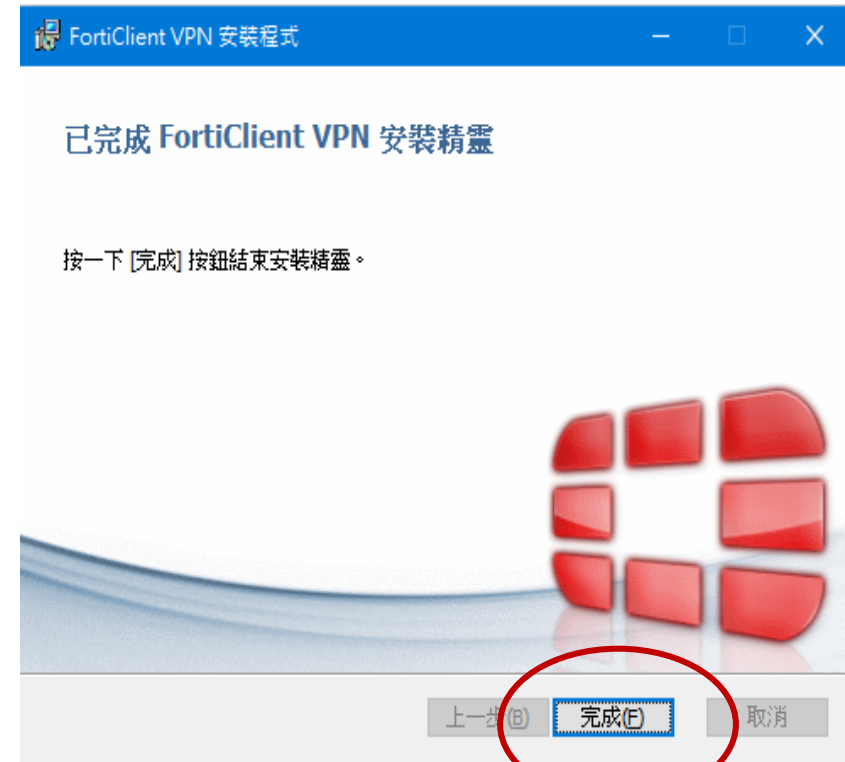 FortiClient VPN 安裝程式
已完成 FortiClient VPN 安裝精靈
按一下 [完成] 按鈕結束安裝精靈。
上一步(B) 完成(F) 取消